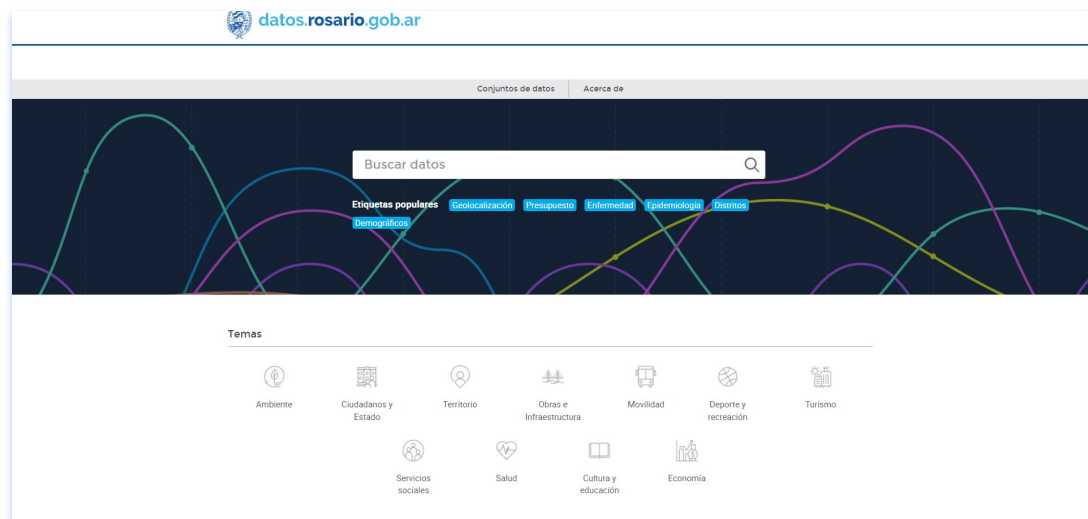 datos.rosario.gob.ar
Conjuntos de datos Acerca de
Buscar datos
Etiquetas populares Geolocalización Presupuesto Enfermedad Epidemiología Distritos
Demográficos
Temas
Ambiente
Ciudadanos y
Estado
Territorio
Obras e
Infraestructura
Movilidad
Deporte y
recreación
Turismo
Servicios
sociales
Salud
Cultura y
educación
Economía